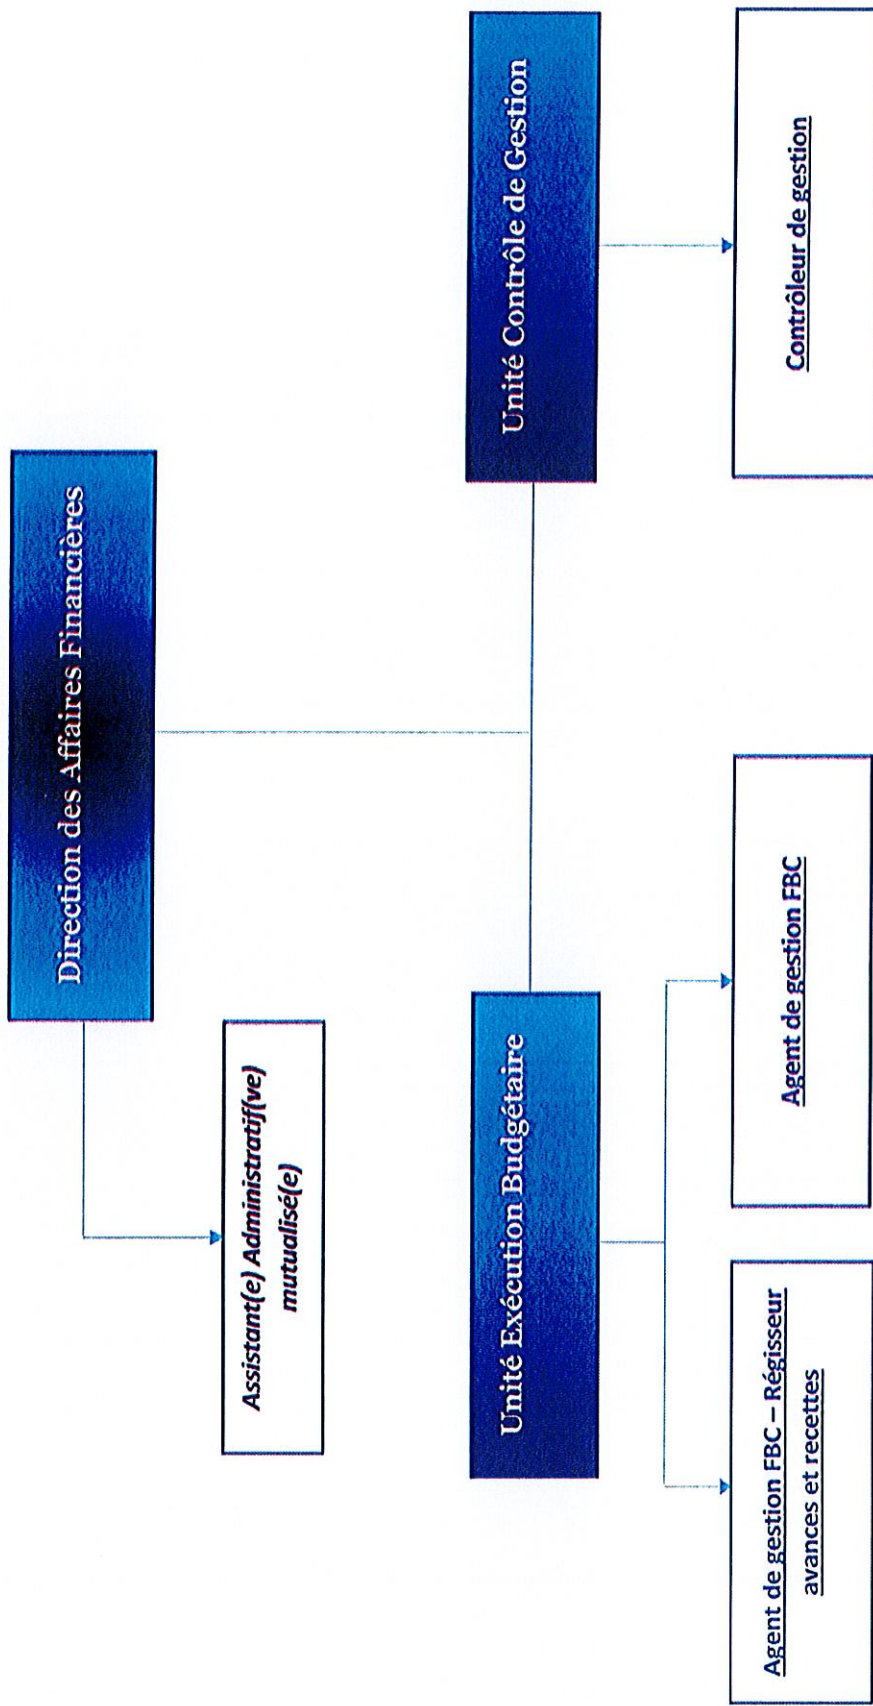 Direction des Affaires Financières
Assistant(e) Administratif(ve)
mutualisé(e)
Unité Exécution Budgétaire
Unité Contrôle de Gestion
Agent de gestion FBC – Régisseur
avances et recettes
Agent de gestion FBC
Contrôleur de gestion